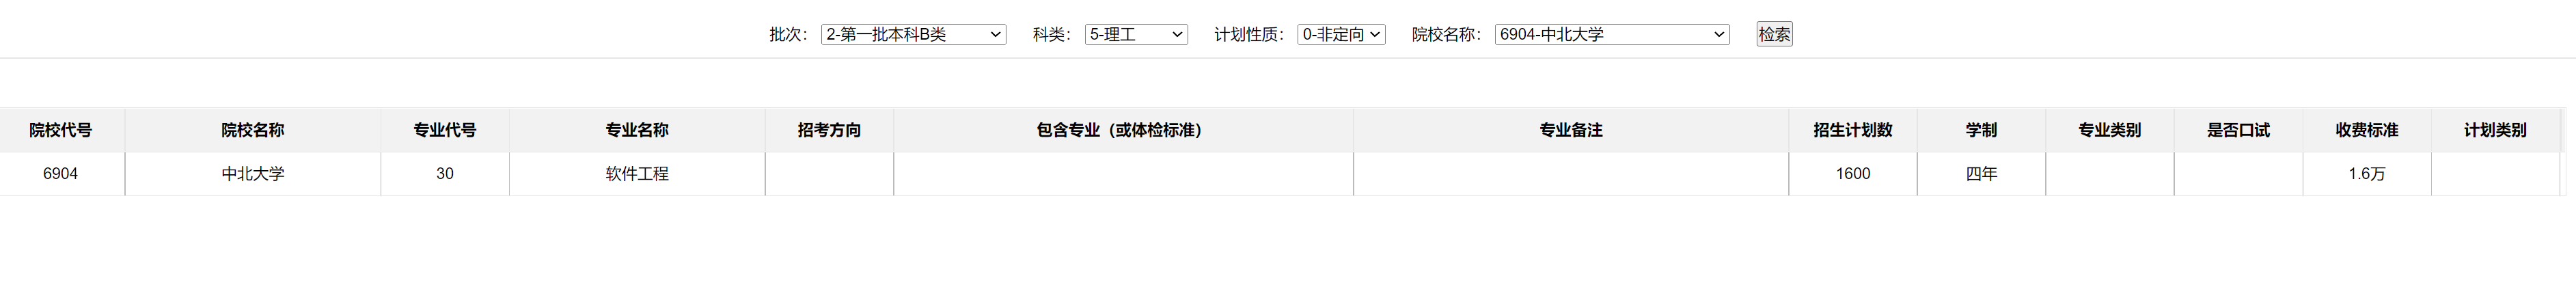 批次： 2-第一批本科B类 科类： 5-理工 计划性质： 0-非定向 院校名称： 6904-中北大学 检索
院校代号 院校名称 专业代号 专业名称 招考方向 包含专业（或体检标准） 专业备注 招生计划数 学制 专业类别 是否口试 收费标准 计划类别
6904 中北大学 30 软件工程 1600 四年 1.6万